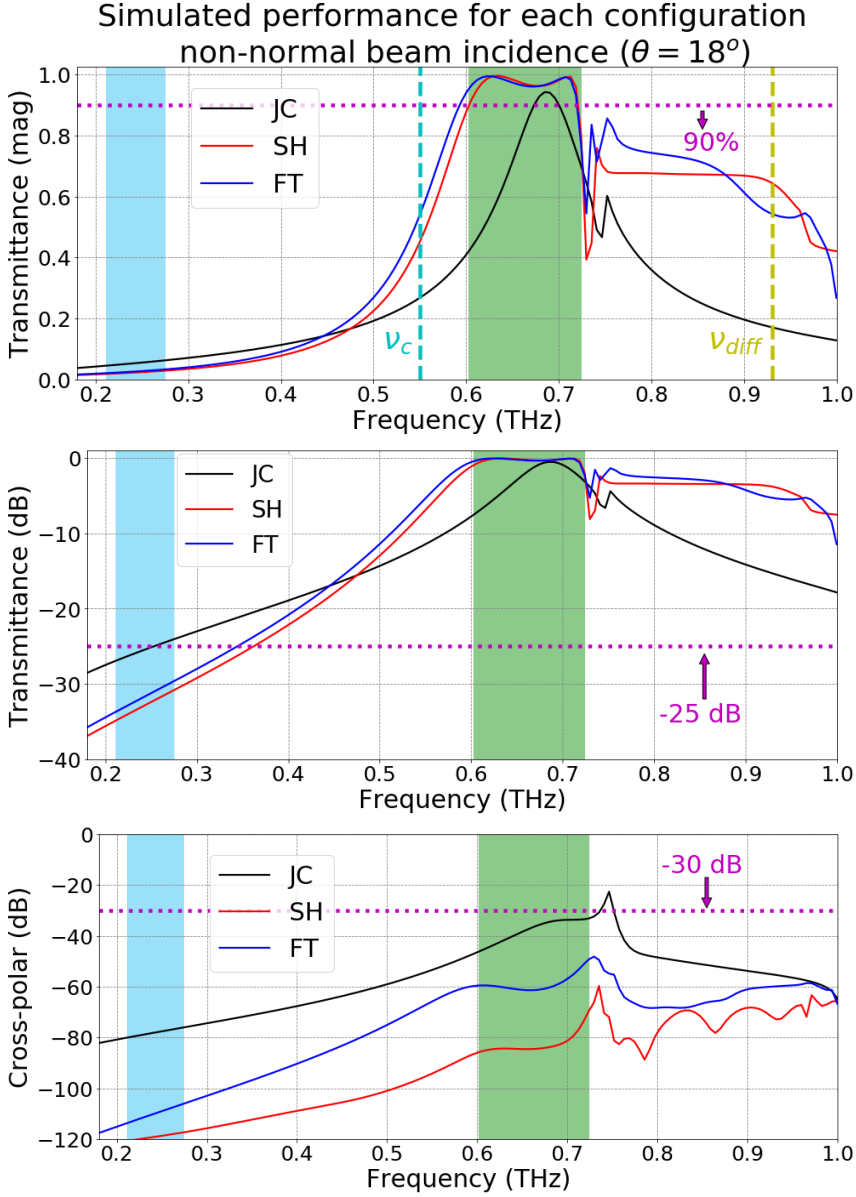 Simulated performance for each configuration
non-normal beam incidence (θ = 18°)
Transmittance (mag)
1.0
0.8
0.6
0.4
0.2
0.0
JC
SH
FT
90%
ν_c
ν_diff
0.2 0.3 0.4 0.5 0.6 0.7 0.8 0.9 1.0
Frequency (THz)
Transmittance (dB)
0
−10
−20
−30
−40
JC
SH
FT
-25 dB
0.2 0.3 0.4 0.5 0.6 0.7 0.8 0.9 1.0
Frequency (THz)
Cross-polar (dB)
0
−20
−40
−60
−80
−100
−120
JC
SH
FT
-30 dB
0.2 0.3 0.4 0.5 0.6 0.7 0.8 0.9 1.0
Frequency (THz)